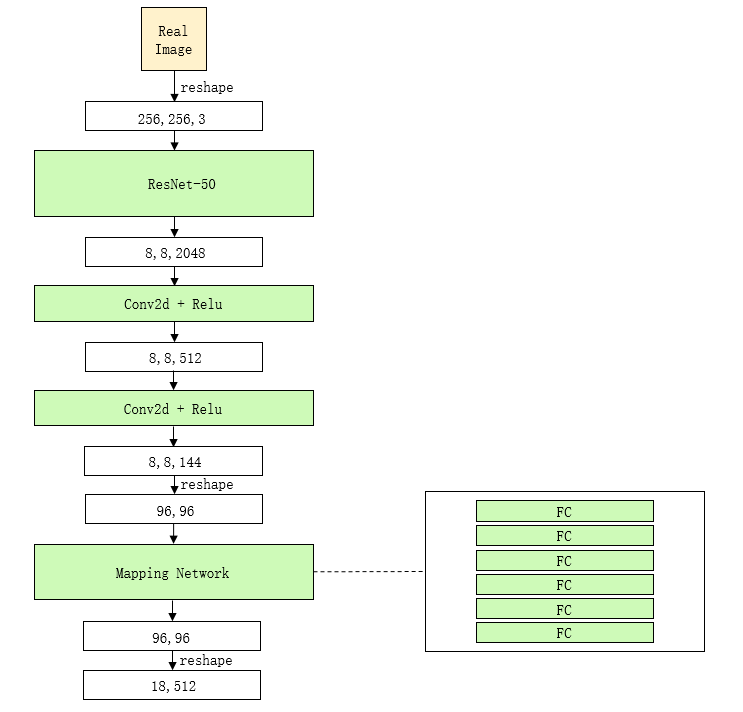 Real
Image
reshape
256,256,3
ResNet-50
8,8,2048
Conv2d + Relu
8,8,512
Conv2d + Relu
8,8,144
reshape
96,96
Mapping Network
96,96
reshape
18,512
FC
FC
FC
FC
FC
FC